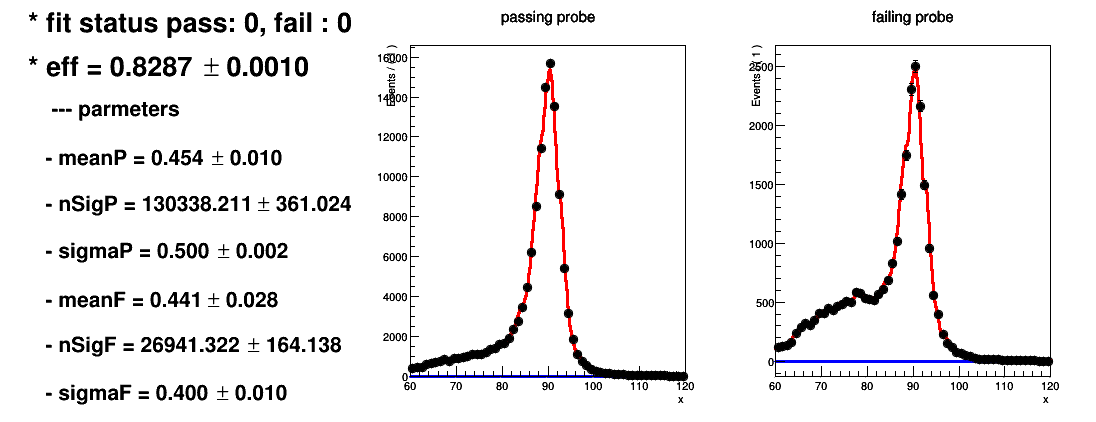 * fit status pass: 0, fail : 0
* eff = 0.8287 ± 0.0010
--- parmeters
- meanP = 0.454 ± 0.010
- nSigP = 130338.211 ± 361.024
- sigmaP = 0.500 ± 0.002
- meanF = 0.441 ± 0.028
- nSigF = 26941.322 ± 164.138
- sigmaF = 0.400 ± 0.010
passing probe
16000
14000
12000
10000
8000
6000
4000
2000
0
60 70 80 90 100 110 120
x
failing probe
2500
2000
1500
1000
500
0
60 70 80 90 100 110 120
x